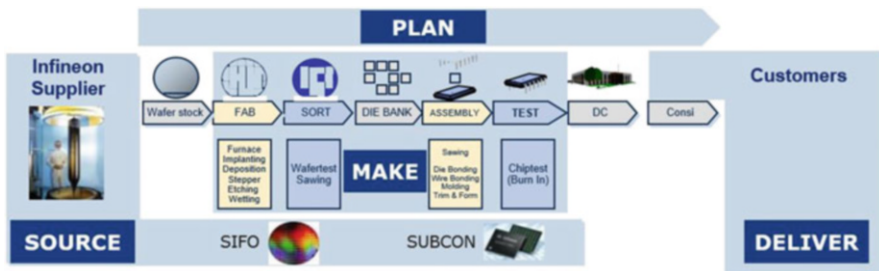 PLAN
Infineon
Supplier
Customers
Wafer stock
FAB
SORT
DIE BANK
ASSEMBLY
TEST
DC
Consi
Furnace
Implanting
Deposition
Stepper
Etching
Wetting
Wafertest
Sawing
MAKE
Sawing
Die Bonding
Wire Bonding
Molding
Trim & Form
Chiptest
(Burn In)
SOURCE
SIFO
SUBCON
DELIVER